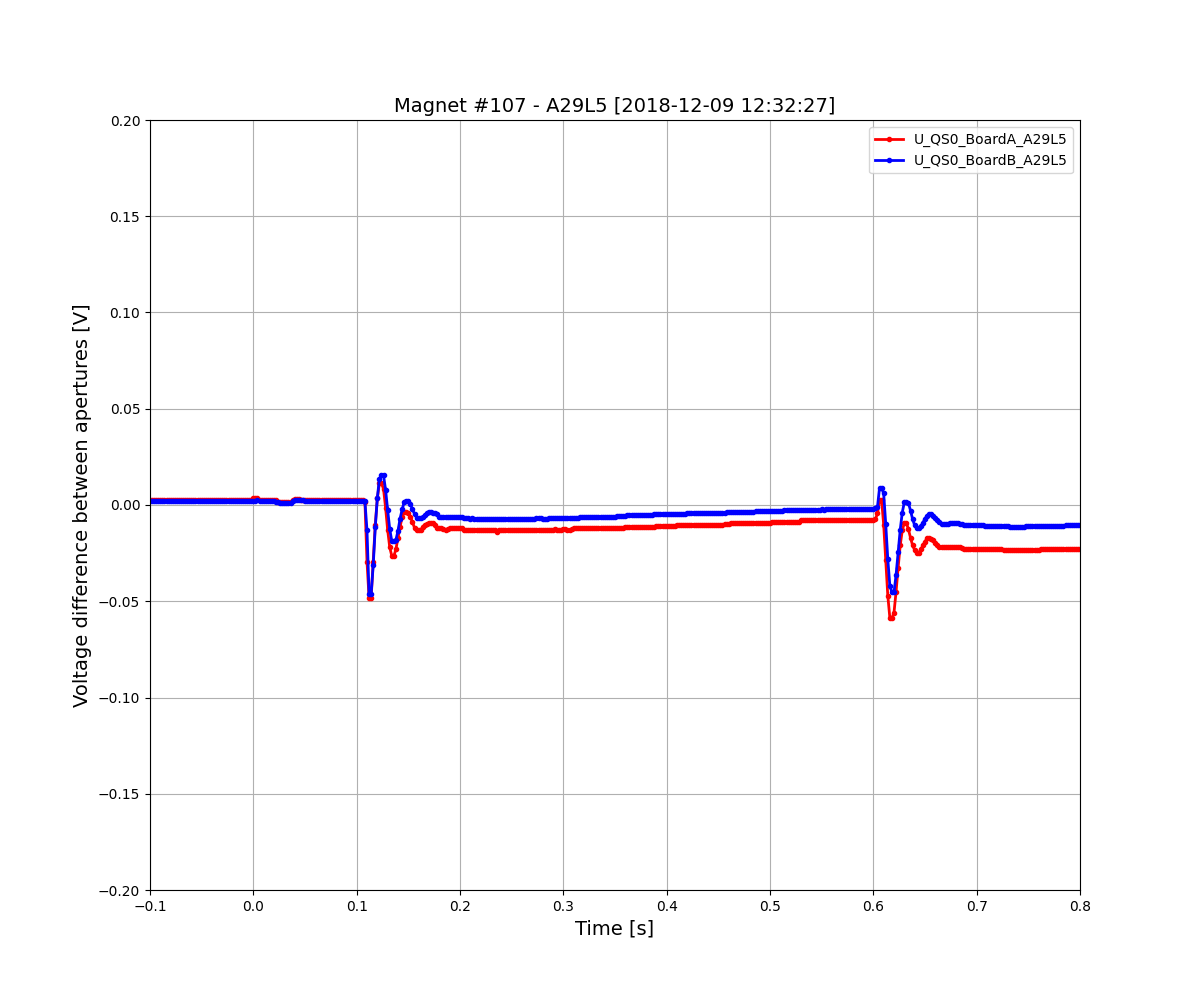 Magnet #107 - A29L5 [2018-12-09 12:32:27]
U_QS0_BoardA_A29L5
U_QS0_BoardB_A29L5
Voltage difference between apertures [V]
0.20
0.15
0.10
0.05
0.00
−0.05
−0.10
−0.15
−0.20
−0.1 0.0 0.1 0.2 0.3 0.4 0.5 0.6 0.7 0.8
Time [s]